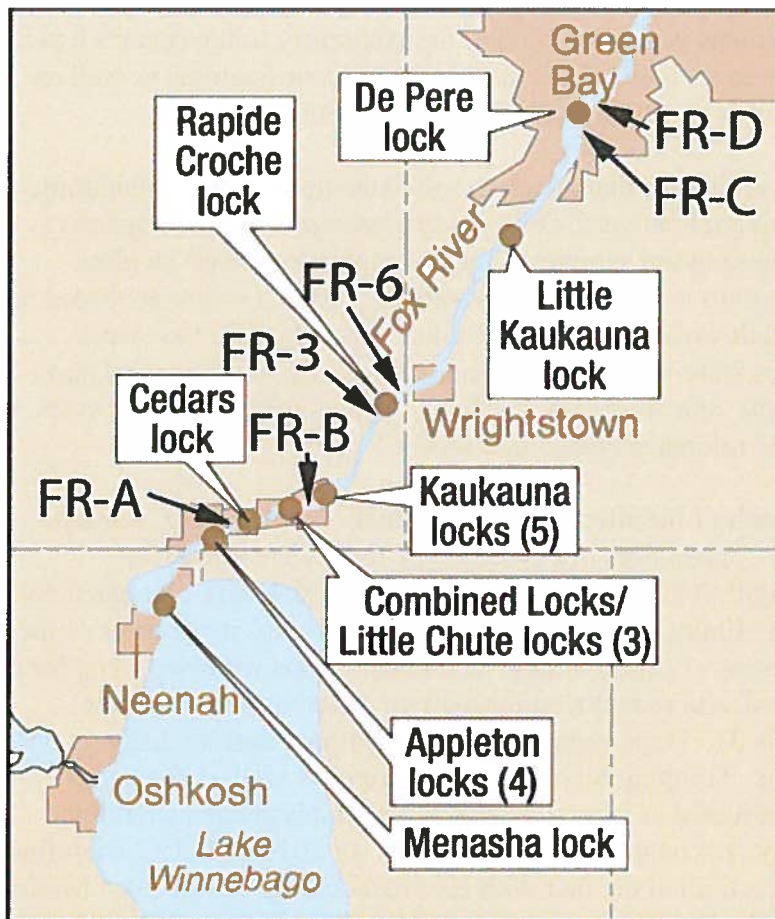 Green
Bay
De Pere
lock
FR-D
FR-C
Rapide
Croche
lock
FR-6
Fox River
Little
Kaukauna
lock
FR-3
Cedars
lock
FR-B
Wrightstown
FR-A
Kaukauna
locks (5)
Combined Locks/
Little Chute locks (3)
Neenah
Appleton
locks (4)
Oshkosh
Menasha lock
Lake
Winnebago